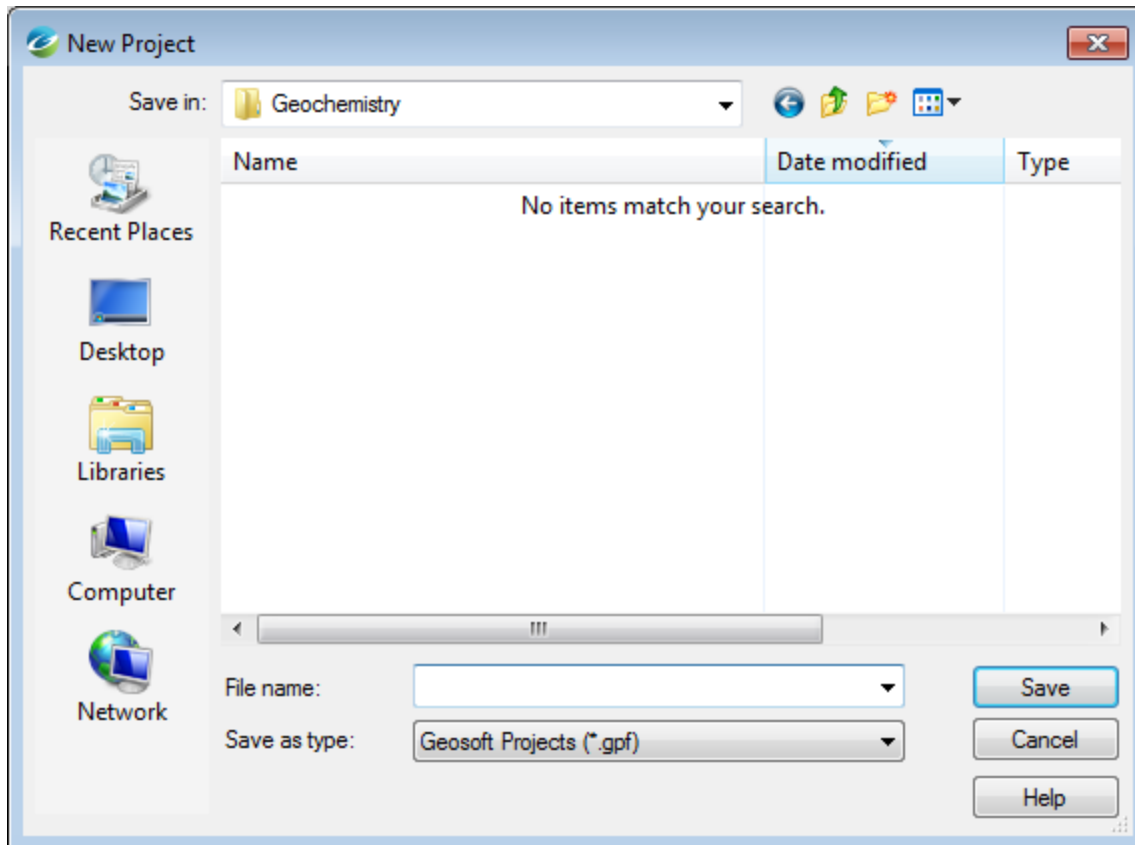 New Project
Save in: Geochemistry
Name Date modified Type
No items match your search.
Recent Places
Desktop
Libraries
Computer
Network
File name: Save
Save as type: Geosoft Projects (*.gpf) Cancel
Help